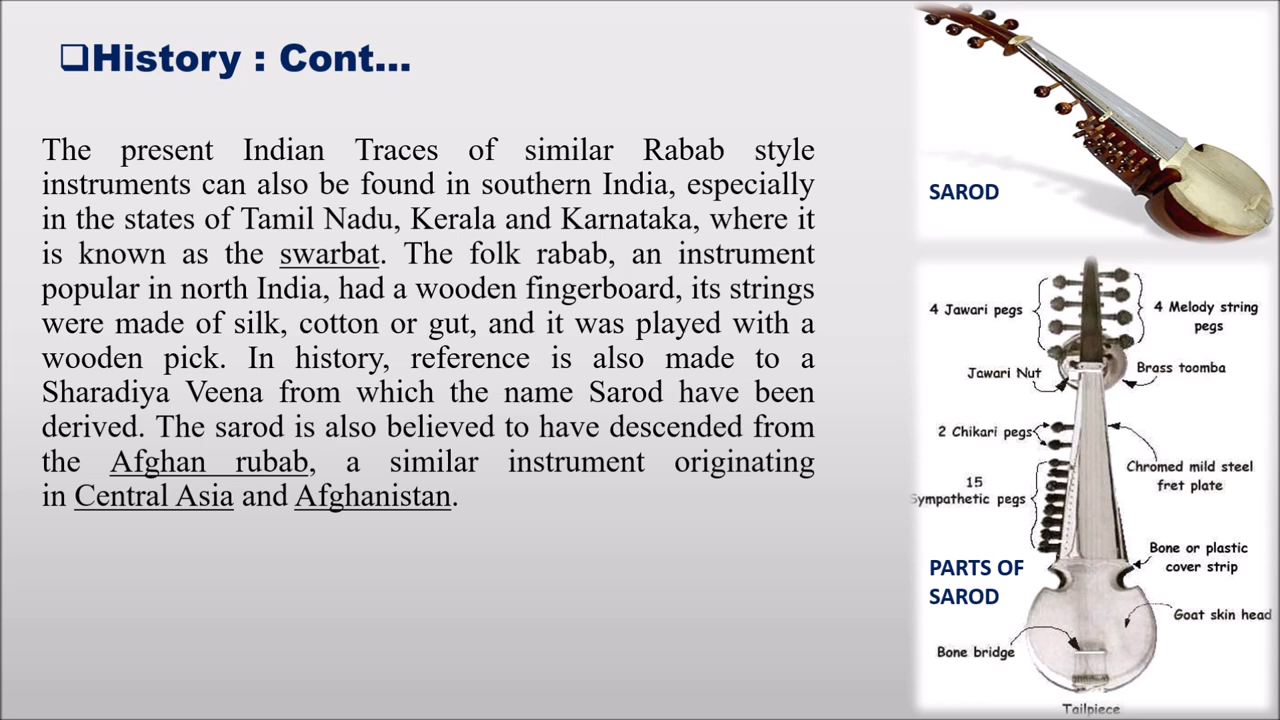 ❑History : Cont...
The present Indian Traces of similar Rabab style
instruments can also be found in southern India, especially
in the states of Tamil Nadu, Kerala and Karnataka, where it
is known as the swarbat. The folk rabab, an instrument
popular in north India, had a wooden fingerboard, its strings
were made of silk, cotton or gut, and it was played with a
wooden pick. In history, reference is also made to a
Sharadiya Veena from which the name Sarod have been
derived. The sarod is also believed to have descended from
the Afghan rubab, a similar instrument originating
in Central Asia and Afghanistan.
SAROD
4 Jawari pegs
4 Melody string
pegs
Jawari Nut
Brass toomba
2 Chikari pegs
Chromed mild steel
fret plate
15
Sympathetic pegs
Bone or plastic
cover strip
PARTS OF
SAROD
Goat skin head
Bone bridge
Tailpiece